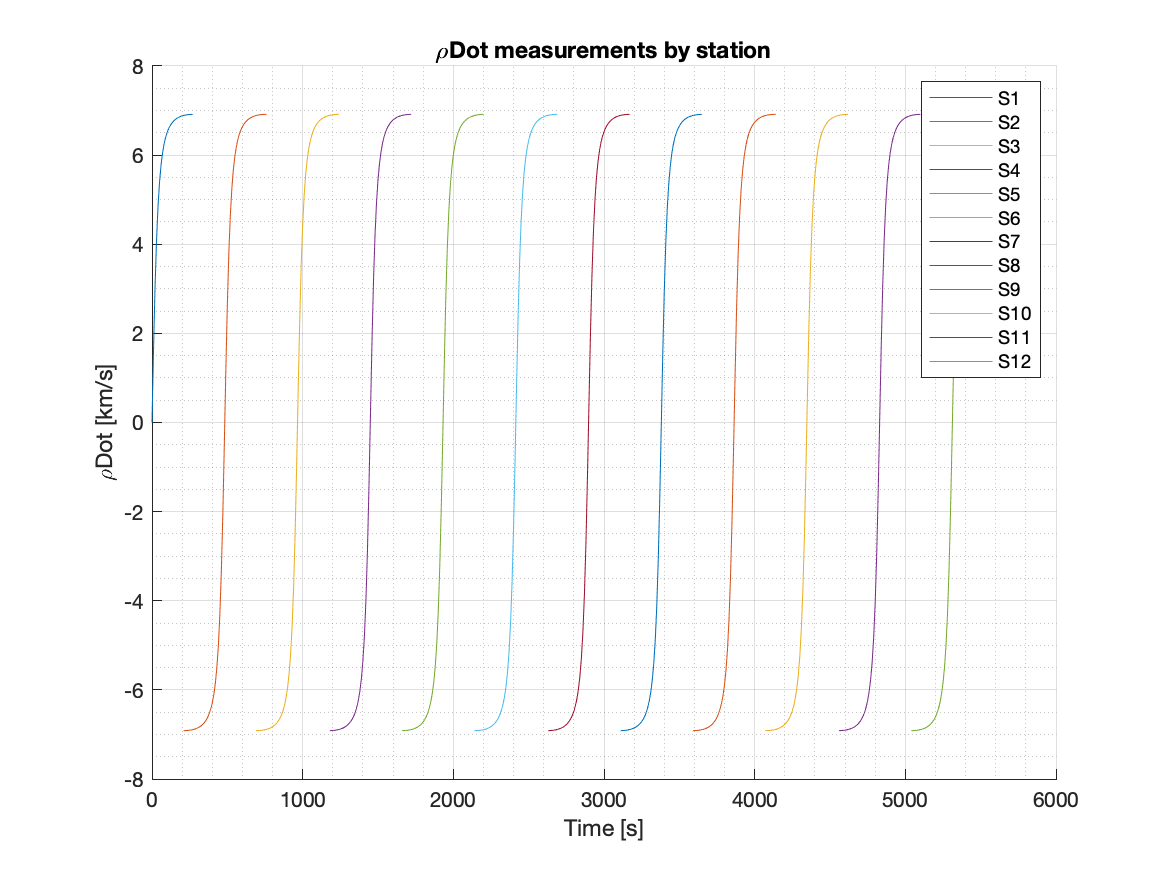 ρDot measurements by station
8
6
4
2
0
-2
-4
-6
-8
ρDot [km/s]
S1
S2
S3
S4
S5
S6
S7
S8
S9
S10
S11
S12
0 1000 2000 3000 4000 5000 6000
Time [s]